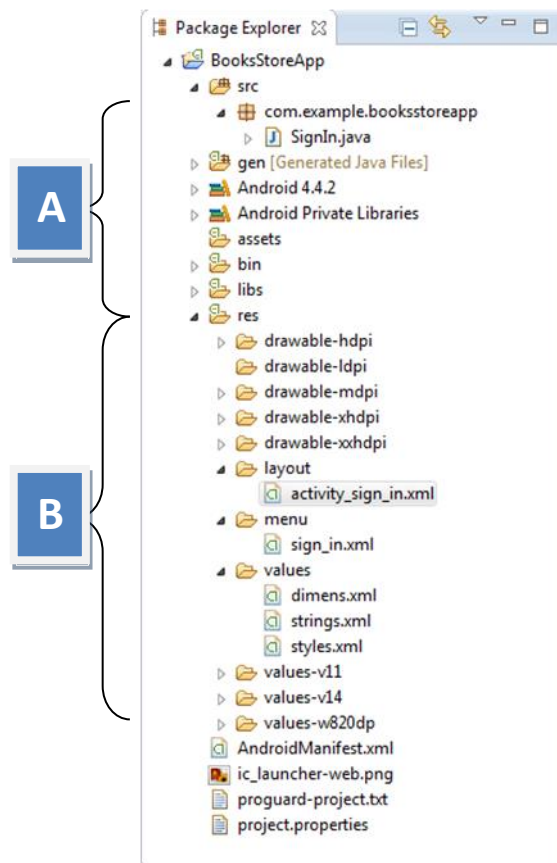 Package Explorer
BooksStoreApp
src
com.example.booksstoreapp
SignIn.java
gen [Generated Java Files]
A
Android 4.4.2
Android Private Libraries
assets
bin
libs
res
drawable-hdpi
drawable-ldpi
drawable-mdpi
drawable-xhdpi
drawable-xxhdpi
layout
activity_sign_in.xml
B
menu
sign_in.xml
values
dimens.xml
strings.xml
styles.xml
values-v11
values-v14
values-w820dp
AndroidManifest.xml
ic_launcher-web.png
proguard-project.txt
project.properties